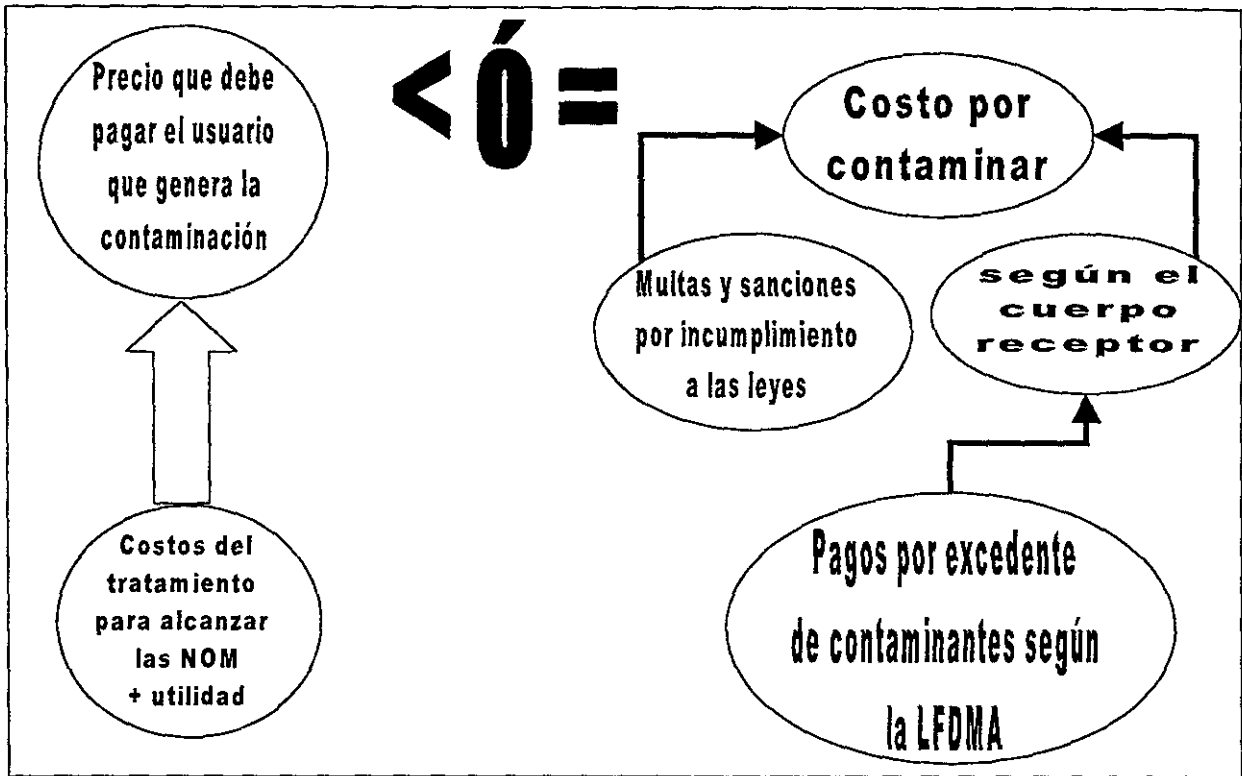 Precio que debe
pagar el usuario
que genera la
contaminación
< Ó =
Costo por
contaminar
Multas y sanciones
por incumplimiento
a las leyes
según el
cuerpo
receptor
Costos del
tratamiento
para alcanzar
las NOM
+ utilidad
Pagos por excedente
de contaminantes según
la LFDMA